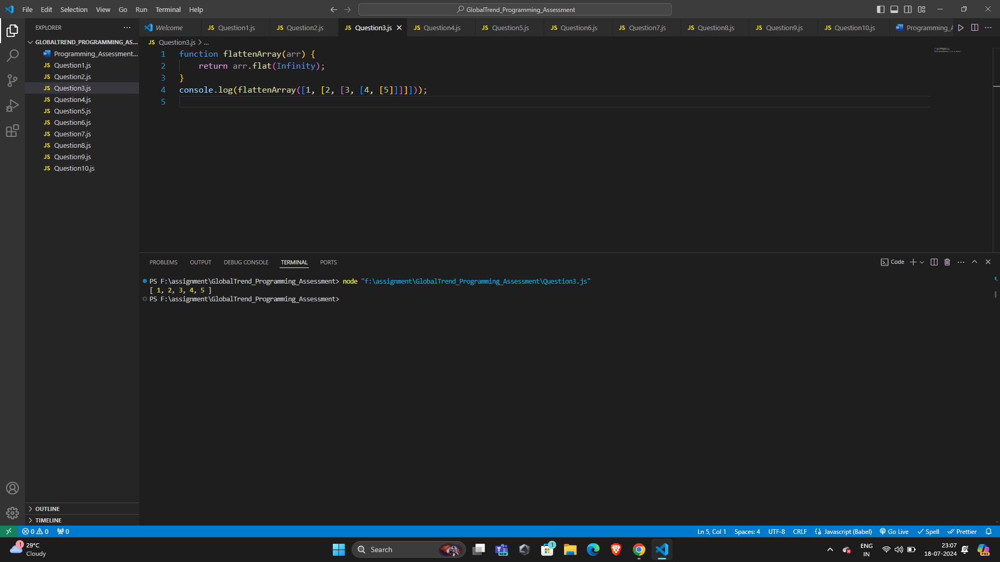 File Edit Selection View Go Run Terminal Help
GlobalTrend_Programming_Assessment
EXPLORER
GLOBALTREND_PROGRAMMING_AS...
Programming_Assessment...
JS Question1.js
JS Question2.js
JS Question3.js
JS Question4.js
JS Question5.js
JS Question6.js
JS Question7.js
JS Question8.js
JS Question9.js
JS Question10.js
OUTLINE
TIMELINE
Welcome JS Question1.js JS Question2.js JS Question3.js JS Question4.js JS Question5.js JS Question6.js JS Question7.js JS Question8.js JS Question9.js JS Question10.js Programming_A
JS Question3.js > ...
1 function flattenArray(arr) {
2 return arr.flat(Infinity);
3 }
4 console.log(flattenArray([1, [2, [3, [4, [5]]]]]));
5
PROBLEMS OUTPUT DEBUG CONSOLE TERMINAL PORTS
Code
PS F:\assignment\GlobalTrend_Programming_Assessment> node "f:\assignment\GlobalTrend_Programming_Assessment\Question3.js"
[ 1, 2, 3, 4, 5 ]
PS F:\assignment\GlobalTrend_Programming_Assessment>
0 0 0
Ln 5, Col 1 Spaces: 4 UTF-8 CRLF Javascript (Babel) Go Live Spell Prettier
1
29°C
Cloudy
Search
NEW
1
ENG
IN
23:07
18-07-2024
PRE